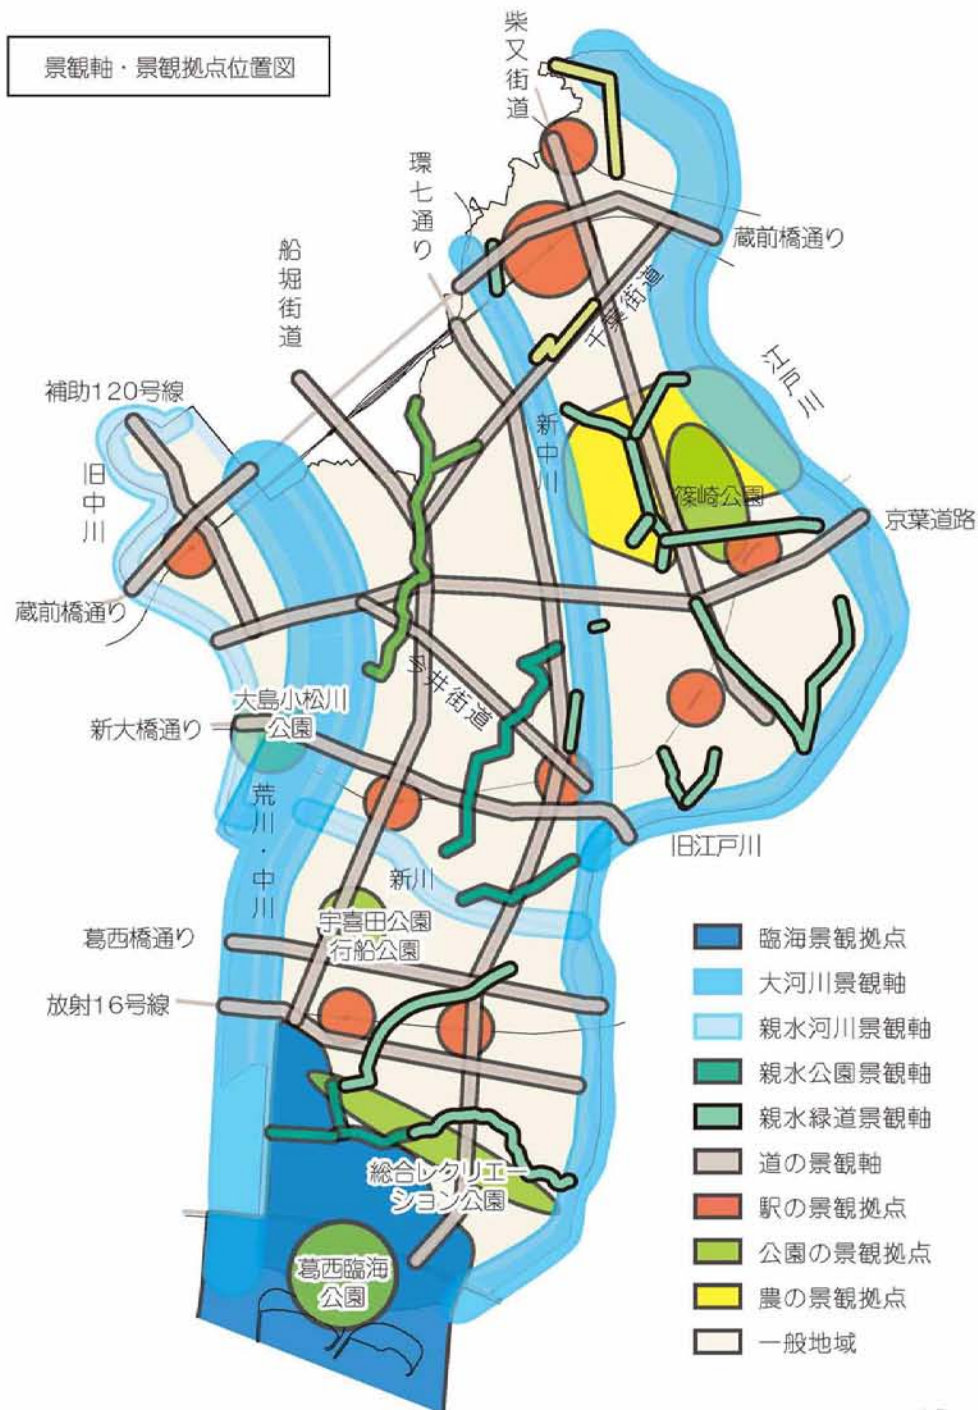 景観軸・景観拠点位置図
柴又街道
環七通り
船堀街道
蔵前橋通り
千葉街道
江戸川
補助120号線
旧中川
新中川
篠崎公園
京葉道路
蔵前橋通り
今井街道
大島小松川
公園
新大橋通り
荒川・中川
旧江戸川
新川
宇喜田公園
行船公園
葛西橋通り
放射16号線
総合レクリエー
ション公園
葛西臨海
公園
臨海景観拠点
大河川景観軸
親水河川景観軸
親水公園景観軸
親水緑道景観軸
道の景観軸
駅の景観拠点
公園の景観拠点
農の景観拠点
一般地域